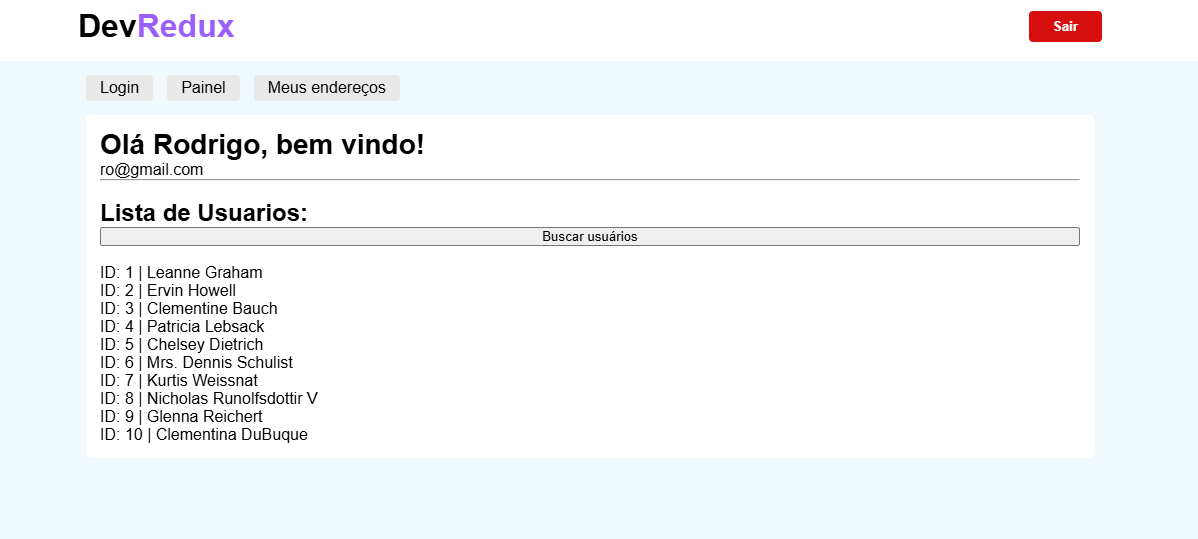 DevRedux
Sair
Login
Painel
Meus endereços
Olá Rodrigo, bem vindo!
ro@gmail.com
Lista de Usuarios:
Buscar usuários
ID: 1 | Leanne Graham
ID: 2 | Ervin Howell
ID: 3 | Clementine Bauch
ID: 4 | Patricia Lebsack
ID: 5 | Chelsey Dietrich
ID: 6 | Mrs. Dennis Schulist
ID: 7 | Kurtis Weissnat
ID: 8 | Nicholas Runolfsdottir V
ID: 9 | Glenna Reichert
ID: 10 | Clementina DuBuque